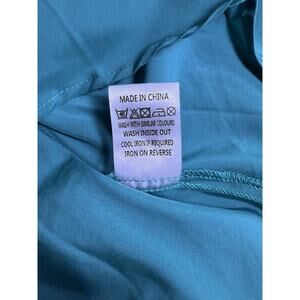 MADE IN CHINA
WASH WITH SIMILAR COLOURS
WASH INSIDE OUT
COOL IRON IF REQUIRED
IRON ON REVERSE